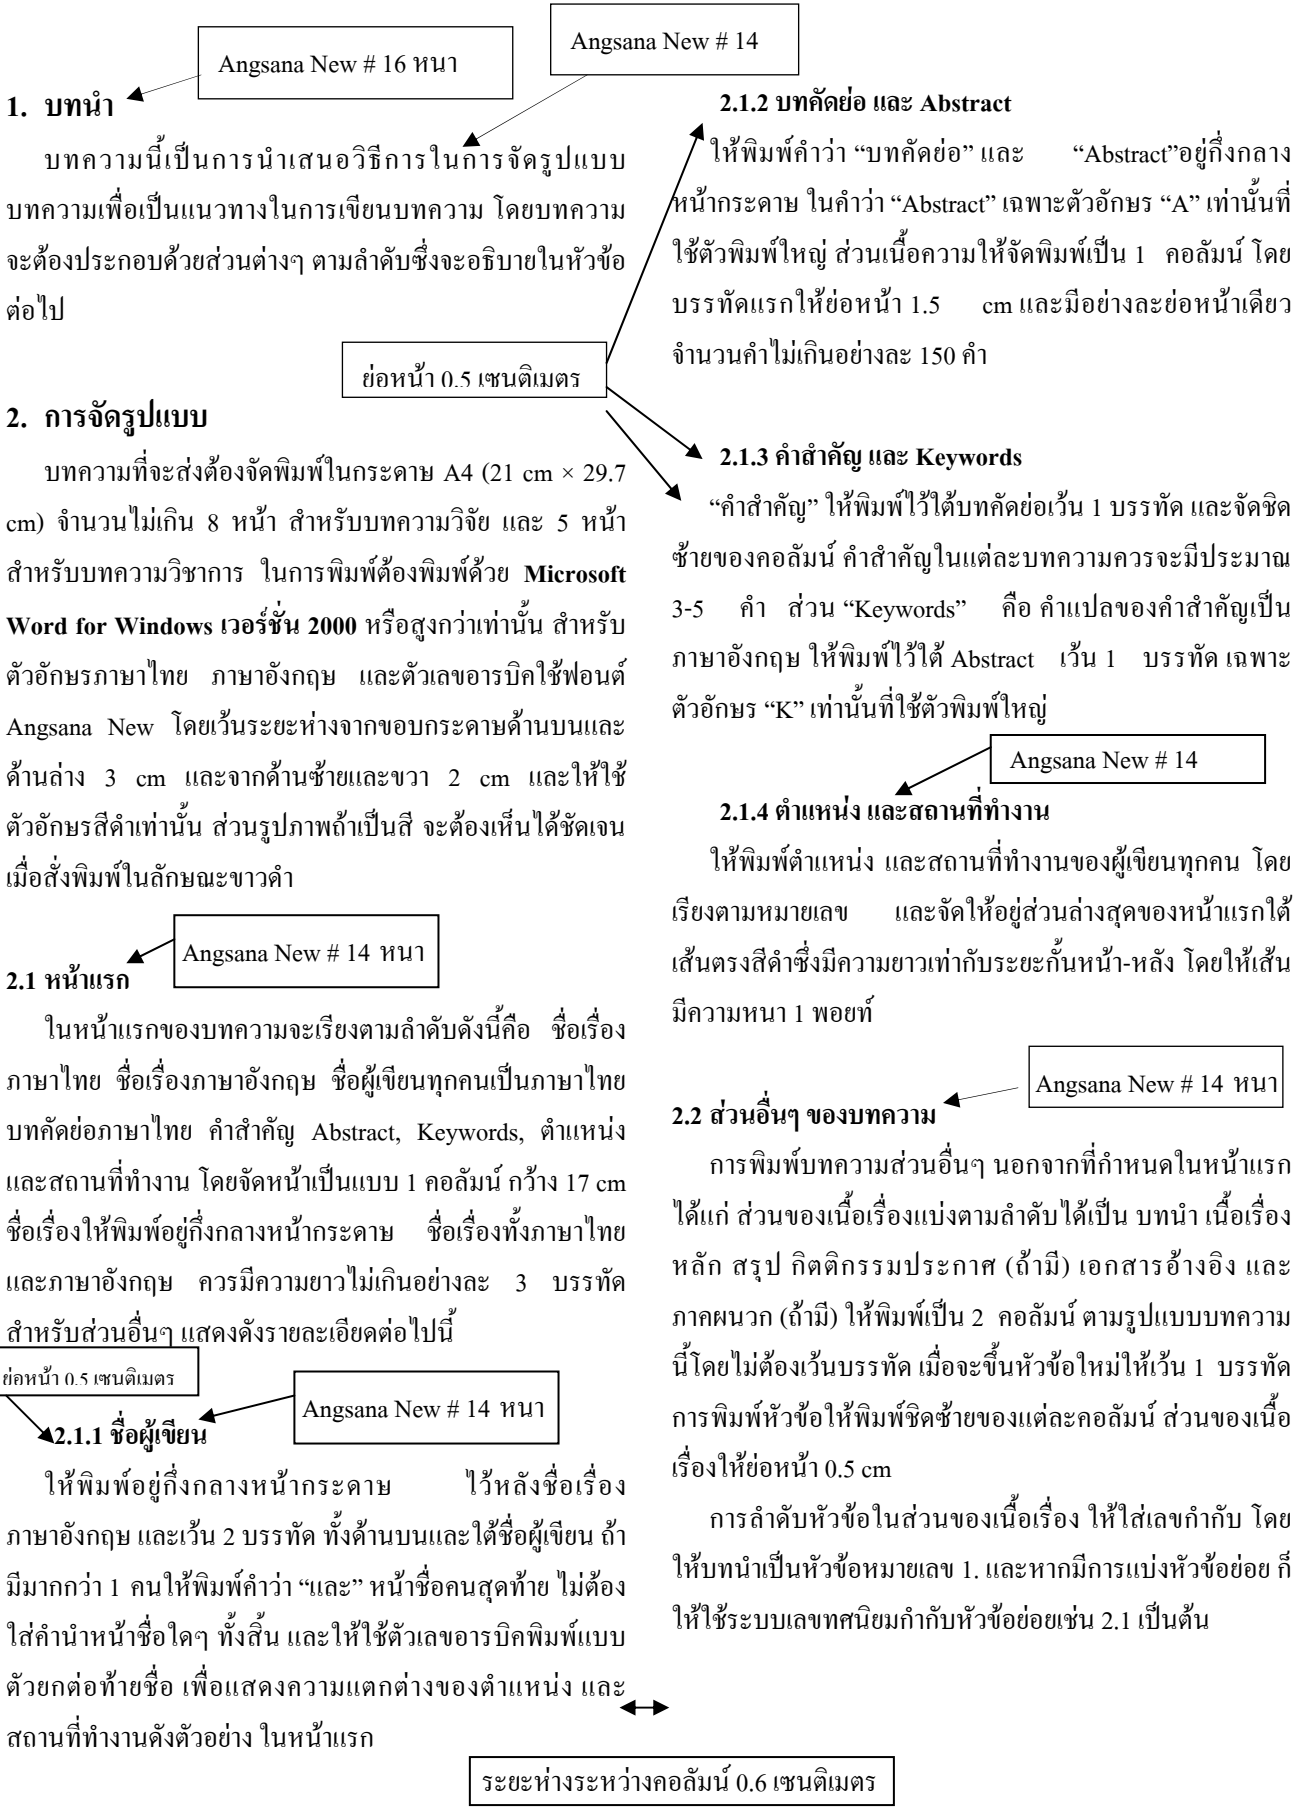 Angsana New # 16 หนา
Angsana New # 14
1. บทนำ
บทความนี้เป็นการนำเสนอวิธีการในการจัดรูปแบบ
บทความเพื่อเป็นแนวทางในการเขียนบทความ โดยบทความ
จะต้องประกอบด้วยส่วนต่างๆ ตามลำดับซึ่งจะอธิบายในหัวข้อ
ต่อไป
ย่อหน้า 0.5 เซนติเมตร
2. การจัดรูปแบบ
บทความที่จะส่งต้องจัดพิมพ์ในกระดาษ A4 (21 cm × 29.7
cm) จำนวนไม่เกิน 8 หน้า สำหรับบทความวิจัย และ 5 หน้า
สำหรับบทความวิชาการ ในการพิมพ์ต้องพิมพ์ด้วย Microsoft
Word for Windows เวอร์ชั่น 2000 หรือสูงกว่าเท่านั้น สำหรับ
ตัวอักษรภาษาไทย ภาษาอังกฤษ และตัวเลขอารบิคใช้ฟอนต์
Angsana New โดยเว้นระยะห่างจากขอบกระดาษด้านบนและ
ด้านล่าง 3 cm และจากด้านซ้ายและขวา 2 cm และให้ใช้
ตัวอักษรสีดำเท่านั้น ส่วนรูปภาพถ้าเป็นสี จะต้องเห็นได้ชัดเจน
เมื่อสั่งพิมพ์ในลักษณะขาวดำ
Angsana New # 14 หนา
2.1 หน้าแรก
ในหน้าแรกของบทความจะเรียงตามลำดับดังนี้คือ ชื่อเรื่อง
ภาษาไทย ชื่อเรื่องภาษาอังกฤษ ชื่อผู้เขียนทุกคนเป็นภาษาไทย
บทคัดย่อภาษาไทย คำสำคัญ Abstract, Keywords, ตำแหน่ง
และสถานที่ทำงาน โดยจัดหน้าเป็นแบบ 1 คอลัมน์ กว้าง 17 cm
ชื่อเรื่องให้พิมพ์อยู่กึ่งกลางหน้ากระดาษ ชื่อเรื่องทั้งภาษาไทย
และภาษาอังกฤษ ควรมีความยาวไม่เกินอย่างละ 3 บรรทัด
สำหรับส่วนอื่นๆ แสดงดังรายละเอียดต่อไปนี้
ย่อหน้า 0.5 เซนติเมตร
Angsana New # 14 หนา
2.1.1 ชื่อผู้เขียน
ให้พิมพ์อยู่กึ่งกลางหน้ากระดาษ ไว้หลังชื่อเรื่อง
ภาษาอังกฤษ และเว้น 2 บรรทัด ทั้งด้านบนและใต้ชื่อผู้เขียน ถ้า
มีมากกว่า 1 คนให้พิมพ์คำว่า “และ” หน้าชื่อคนสุดท้าย ไม่ต้อง
ใส่คำนำหน้าชื่อใดๆ ทั้งสิ้น และให้ใช้ตัวเลขอารบิคพิมพ์แบบ
ตัวยกต่อท้ายชื่อ เพื่อแสดงความแตกต่างของตำแหน่ง และ
สถานที่ทำงานดังตัวอย่าง ในหน้าแรก
2.1.2 บทคัดย่อ และ Abstract
ให้พิมพ์คำว่า “บทคัดย่อ” และ “Abstract”อยู่กึ่งกลาง
หน้ากระดาษ ในคำว่า “Abstract” เฉพาะตัวอักษร “A” เท่านั้นที่
ใช้ตัวพิมพ์ใหญ่ ส่วนเนื้อความให้จัดพิมพ์เป็น 1 คอลัมน์ โดย
บรรทัดแรกให้ย่อหน้า 1.5 cm และมีอย่างละย่อหน้าเดียว
จำนวนคำไม่เกินอย่างละ 150 คำ
2.1.3 คำสำคัญ และ Keywords
“คำสำคัญ” ให้พิมพ์ไว้ใต้บทคัดย่อเว้น 1 บรรทัด และจัดชิด
ซ้ายของคอลัมน์ คำสำคัญในแต่ละบทความควรจะมีประมาณ
3-5 คำ ส่วน “Keywords” คือ คำแปลของคำสำคัญเป็น
ภาษาอังกฤษ ให้พิมพ์ไว้ใต้ Abstract เว้น 1 บรรทัด เฉพาะ
ตัวอักษร “K” เท่านั้นที่ใช้ตัวพิมพ์ใหญ่
Angsana New # 14
2.1.4 ตำแหน่ง และสถานที่ทำงาน
ให้พิมพ์ตำแหน่ง และสถานที่ทำงานของผู้เขียนทุกคน โดย
เรียงตามหมายเลข และจัดให้อยู่ส่วนล่างสุดของหน้าแรกใต้
เส้นตรงสีดำซึ่งมีความยาวเท่ากับระยะกั้นหน้า-หลัง โดยให้เส้น
มีความหนา 1 พอยท์
Angsana New # 14 หนา
2.2 ส่วนอื่นๆ ของบทความ
การพิมพ์บทความส่วนอื่นๆ นอกจากที่กำหนดในหน้าแรก
ได้แก่ ส่วนของเนื้อเรื่องแบ่งตามลำดับได้เป็น บทนำ เนื้อเรื่อง
หลัก สรุป กิตติกรรมประกาศ (ถ้ามี) เอกสารอ้างอิง และ
ภาคผนวก (ถ้ามี) ให้พิมพ์เป็น 2 คอลัมน์ ตามรูปแบบบทความ
นี้โดยไม่ต้องเว้นบรรทัด เมื่อจะขึ้นหัวข้อใหม่ให้เว้น 1 บรรทัด
การพิมพ์หัวข้อให้พิมพ์ชิดซ้ายของแต่ละคอลัมน์ ส่วนของเนื้อ
เรื่องให้ย่อหน้า 0.5 cm
การลำดับหัวข้อในส่วนของเนื้อเรื่อง ให้ใส่เลขกำกับ โดย
ให้บทนำเป็นหัวข้อหมายเลข 1. และหากมีการแบ่งหัวข้อย่อย ก็
ให้ใช้ระบบเลขทศนิยมกำกับหัวข้อย่อยเช่น 2.1 เป็นต้น
ระยะห่างระหว่างคอลัมน์ 0.6 เซนติเมตร